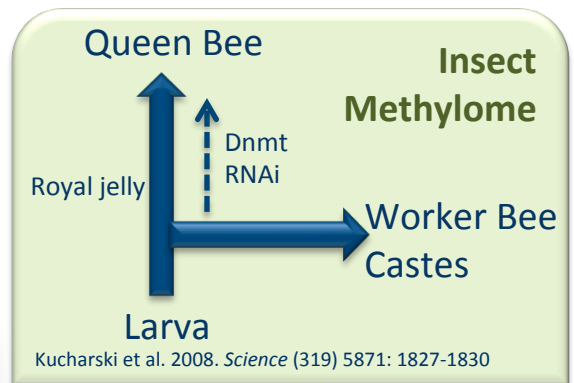 Queen Bee
Insect
Methylome
Dnmt
RNAi
Royal jelly
Worker Bee
Castes
Larva
Kucharski et al. 2008. Science (319) 5871: 1827-1830